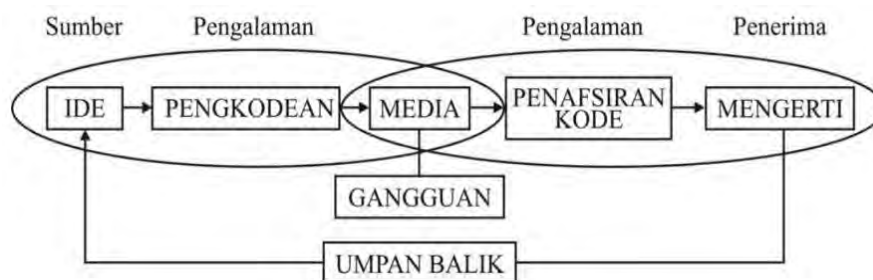 Sumber
Pengalaman
Pengalaman
Penerima
IDE
PENGKODEAN
MEDIA
PENAFSIRAN
KODE
MENGERTI
GANGGUAN
UMPAN BALIK